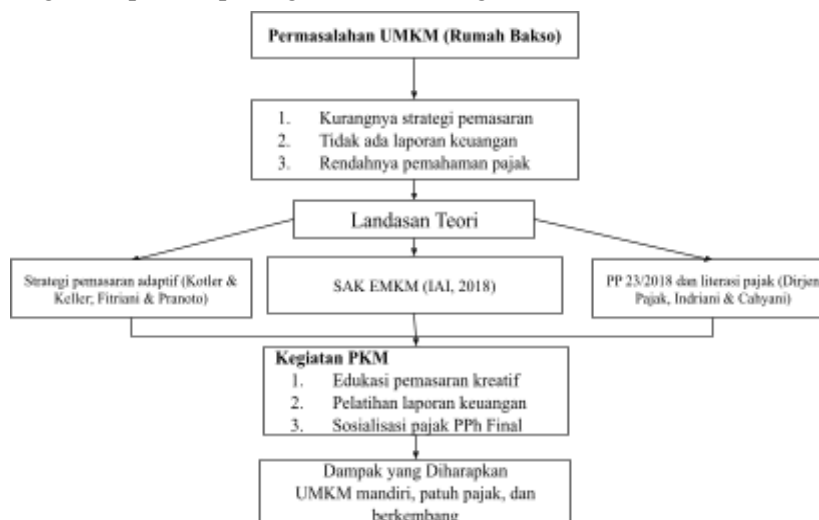 Permasalahan UMKM (Rumah Bakso)
1. Kurangnya strategi pemasaran
2. Tidak ada laporan keuangan
3. Rendahnya pemahaman pajak
Landasan Teori
Strategi pemasaran adaptif (Kotler &
Keller; Fitriani & Pranoto)
SAK EMKM (IAI, 2018)
PP 23/2018 dan literasi pajak (Dirjen
Pajak, Indriani & Cahyani)
Kegiatan PKM
1. Edukasi pemasaran kreatif
2. Pelatihan laporan keuangan
3. Sosialisasi pajak PPh Final
Dampak yang Diharapkan
UMKM mandiri, patuh pajak, dan
berkembang